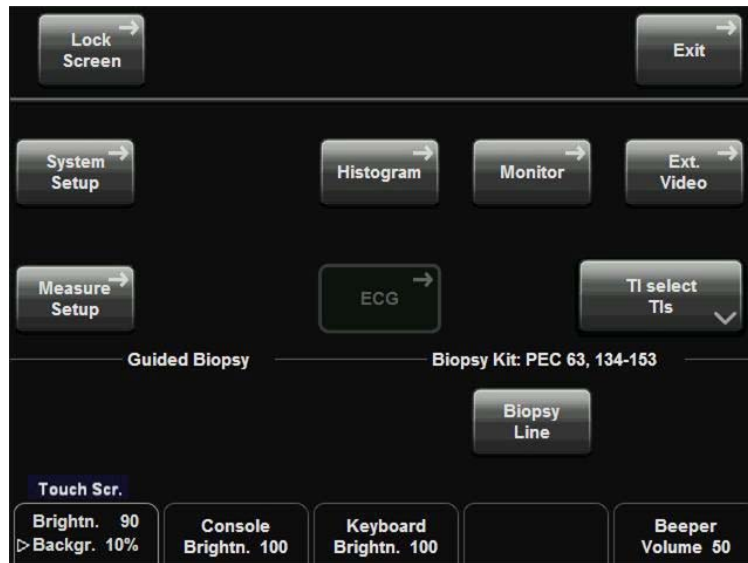 Lock
Screen
Exit
System
Setup
Histogram
Monitor
Ext.
Video
Measure
Setup
ECG
TI select
TIs
Guided Biopsy
Biopsy Kit: PEC 63, 134-153
Biopsy
Line
Touch Scr.
Brightn. 90
Backgr. 10%
Console
Brightn. 100
Keyboard
Brightn. 100
Beeper
Volume 50